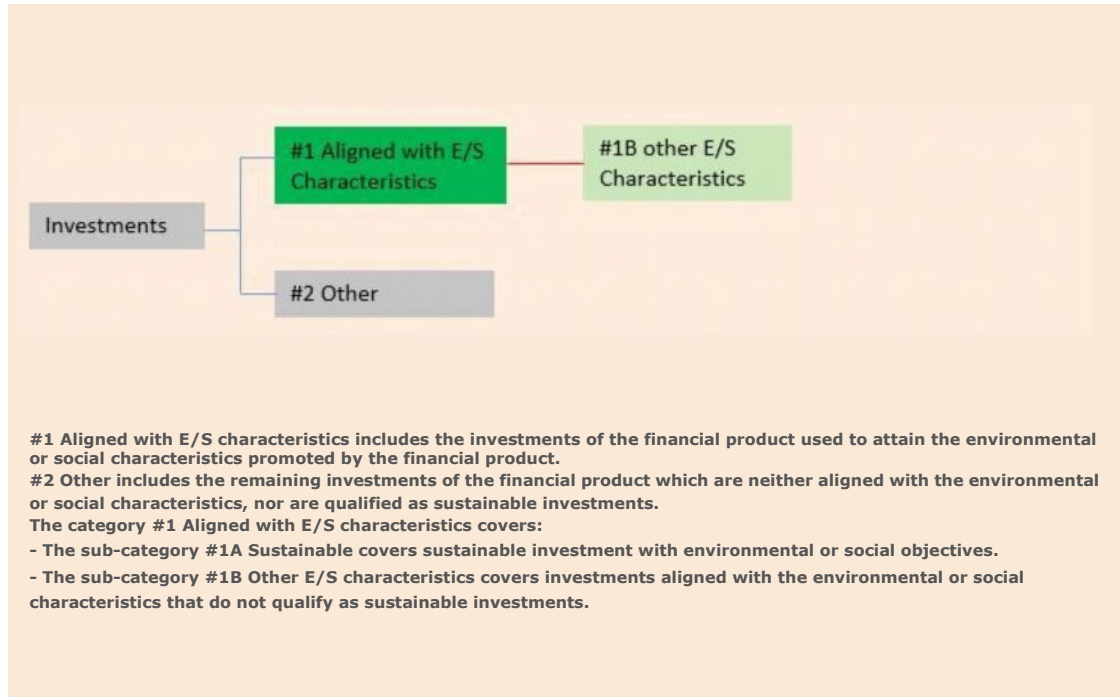 #1 Aligned with E/S
Characteristics
#1B other E/S
Characteristics
Investments
#2 Other
#1 Aligned with E/S characteristics includes the investments of the financial product used to attain the environmental
or social characteristics promoted by the financial product.
#2 Other includes the remaining investments of the financial product which are neither aligned with the environmental
or social characteristics, nor are qualified as sustainable investments.
The category #1 Aligned with E/S characteristics covers:
- The sub-category #1A Sustainable covers sustainable investment with environmental or social objectives.
- The sub-category #1B Other E/S characteristics covers investments aligned with the environmental or social
characteristics that do not qualify as sustainable investments.